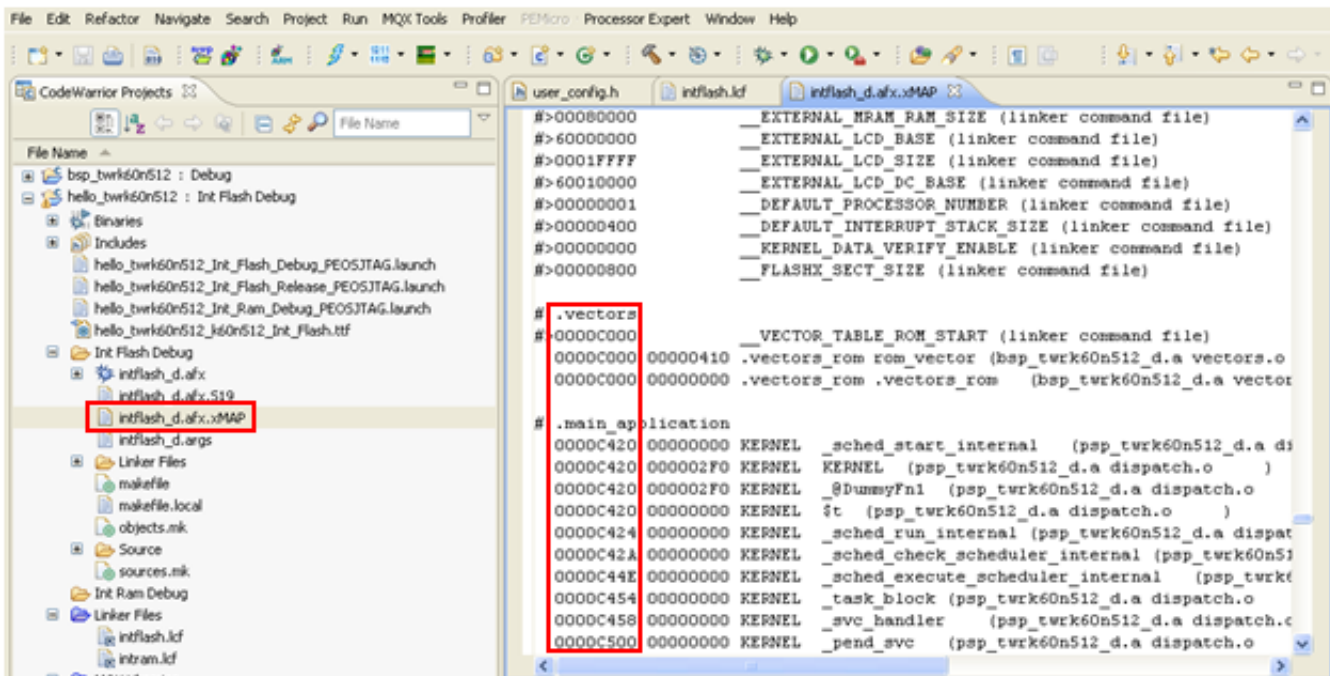 File Edit Refactor Navigate Search Project Run MQX Tools Profiler PEMicro Processor Expert Window Help
CodeWarrior Projects
File Name
File Name
bsp_twrk60n512 : Debug
hello_twrk60n512 : Int Flash Debug
Binaries
Includes
hello_twrk60n512_Int_Flash_Debug_PEOSJTAG.launch
hello_twrk60n512_Int_Flash_Release_PEOSJTAG.launch
hello_twrk60n512_Int_Ram_Debug_PEOSJTAG.launch
hello_twrk60n512_k60n512_Int_Flash.ttf
Int Flash Debug
intflash_d.afx
intflash_d.afx.S19
intflash_d.afx.xMAP
intflash_d.args
Linker Files
makefile
makefile.local
objects.mk
Source
sources.mk
Int Ram Debug
Linker Files
intflash.lcf
intram.lcf
user_config.h intflash.lcf intflash_d.afx.xMAP
#>00080000 __EXTERNAL_MRAM_RAM_SIZE (linker command file)
#>60000000 __EXTERNAL_LCD_BASE (linker command file)
#>0001FFFF __EXTERNAL_LCD_SIZE (linker command file)
#>60010000 __EXTERNAL_LCD_DC_BASE (linker command file)
#>00000001 __DEFAULT_PROCESSOR_NUMBER (linker command file)
#>00000400 __DEFAULT_INTERRUPT_STACK_SIZE (linker command file)
#>00000000 __KERNEL_DATA_VERIFY_ENABLE (linker command file)
#>00000800 __FLASHX_SECT_SIZE (linker command file)
# .vectors
#>0000C000 __VECTOR_TABLE_ROM_START (linker command file)
0000C000 00000410 .vectors_rom rom_vector (bsp_twrk60n512_d.a vectors.o
0000C000 00000000 .vectors_rom .vectors_rom (bsp_twrk60n512_d.a vector
# .main_application
0000C420 00000000 KERNEL _sched_start_internal (psp_twrk60n512_d.a di
0000C420 000002F0 KERNEL KERNEL (psp_twrk60n512_d.a dispatch.o )
0000C420 000002F0 KERNEL _@DummyFn1 (psp_twrk60n512_d.a dispatch.o
0000C420 00000000 KERNEL $t (psp_twrk60n512_d.a dispatch.o )
0000C424 00000000 KERNEL _sched_run_internal (psp_twrk60n512_d.a dispat
0000C42A 00000000 KERNEL _sched_check_scheduler_internal (psp_twrk60n51
0000C44E 00000000 KERNEL _sched_execute_scheduler_internal (psp_twrk6
0000C454 00000000 KERNEL _task_block (psp_twrk60n512_d.a dispatch.o
0000C458 00000000 KERNEL _svc_handler (psp_twrk60n512_d.a dispatch.o
0000C500 00000000 KERNEL _pend_svc (psp_twrk60n512_d.a dispatch.o